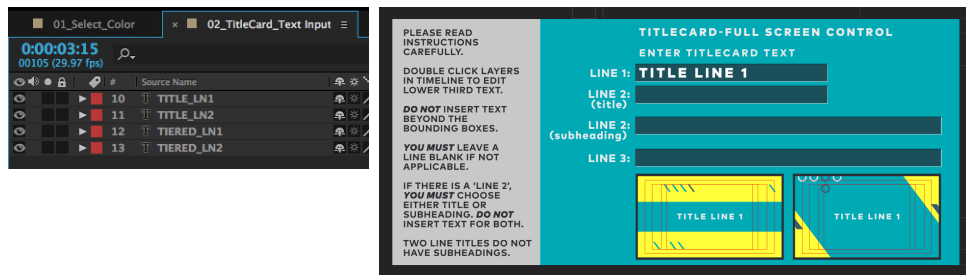 01_Select_Color
× 02_TitleCard_Text Input
0:00:03:15
00105 (29.97 fps)
# Source Name
10 T TITLE_LN1
11 T TITLE_LN2
12 T TIERED_LN1
13 T TIERED_LN2
PLEASE READ
INSTRUCTIONS
CAREFULLY.
DOUBLE CLICK LAYERS
IN TIMELINE TO EDIT
LOWER THIRD TEXT.
DO NOT INSERT TEXT
BEYOND THE
BOUNDING BOXES.
YOU MUST LEAVE A
LINE BLANK IF NOT
APPLICABLE.
IF THERE IS A ‘LINE 2’,
YOU MUST CHOOSE
EITHER TITLE OR
SUBHEADING. DO NOT
INSERT TEXT FOR BOTH.
TWO LINE TITLES DO NOT
HAVE SUBHEADINGS.
TITLECARD-FULL SCREEN CONTROL
ENTER TITLECARD TEXT
LINE 1: TITLE LINE 1
LINE 2:
(title)
LINE 2:
(subheading)
LINE 3:
TITLE LINE 1
TITLE LINE 1